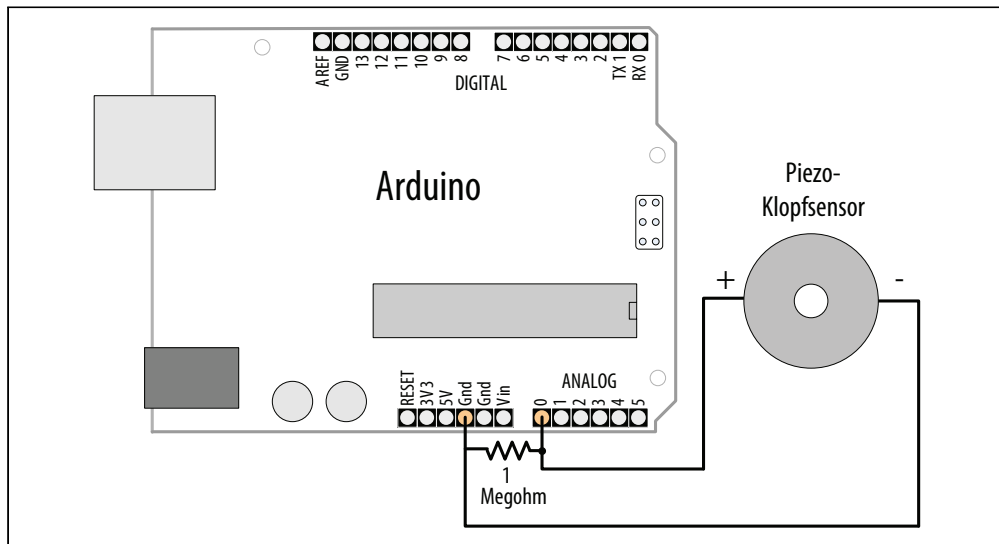 AREF
GND
13
12
11
10
9
8
7
6
5
4
3
2
TX 1
RX 0
DIGITAL
Arduino
Piezo-
Klopfsensor
+
-
RESET
3V3
5V
Gnd
Gnd
Vin
ANALOG
0
1
2
3
4
5
1
Megohm